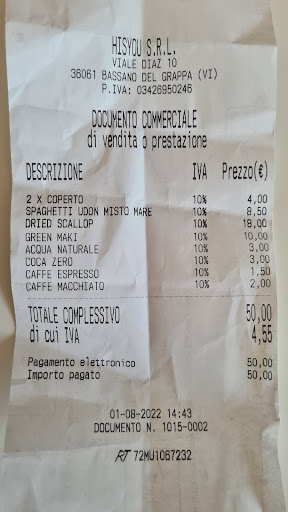 HISYOU S.R.L.
VIALE DIAZ 10
36061 BASSANO DEL GRAPPA (VI)
P.IVA: 03426950246
DOCUMENTO COMMERCIALE
di vendita o prestazione
DESCRIZIONE IVA Prezzo(€)
2 X COPERTO 10% 4,00
SPAGHETTI UDON MISTO MARE 10% 8,50
DRIED SCALLOP 10% 18,00
GREEN MAKI 10% 10,00
ACQUA NATURALE 10% 3,00
COCA ZERO 10% 3,00
CAFFE ESPRESSO 10% 1,50
CAFFE MACCHIATO 10% 2,00
TOTALE COMPLESSIVO 50,00
di cui IVA 4,55
Pagamento elettronico 50,00
Importo pagato 50,00
01-08-2022 14:43
DOCUMENTO N. 1015-0002
RT 72MU1067232